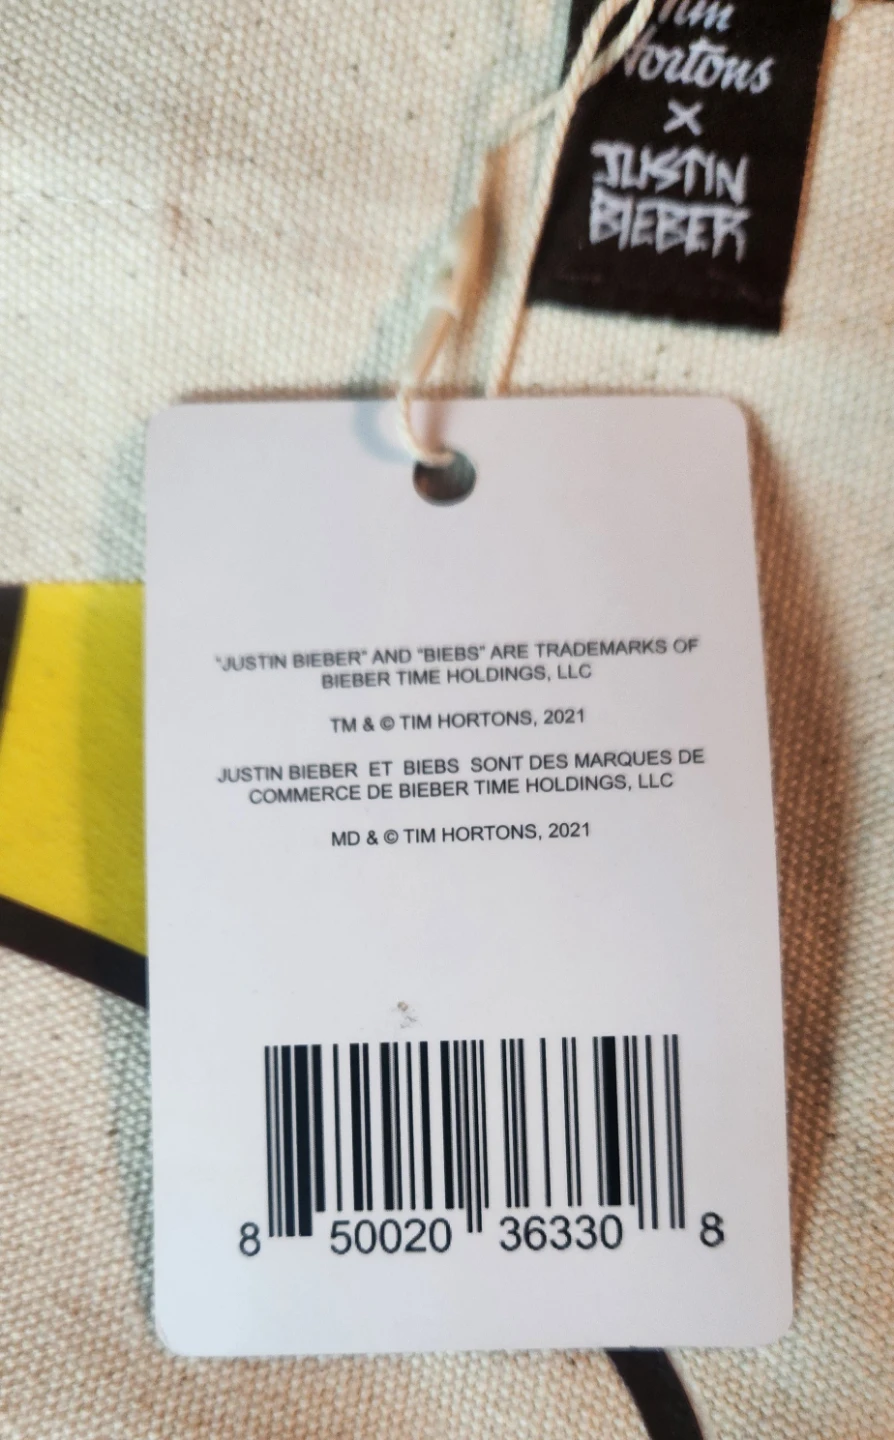 Tim
Hortons
X
JUSTIN
BIEBER
"JUSTIN BIEBER" AND "BIEBS" ARE TRADEMARKS OF
BIEBER TIME HOLDINGS, LLC
TM & © TIM HORTONS, 2021
JUSTIN BIEBER ET BIEBS SONT DES MARQUES DE
COMMERCE DE BIEBER TIME HOLDINGS, LLC
MD & © TIM HORTONS, 2021
8 50020 36330 8